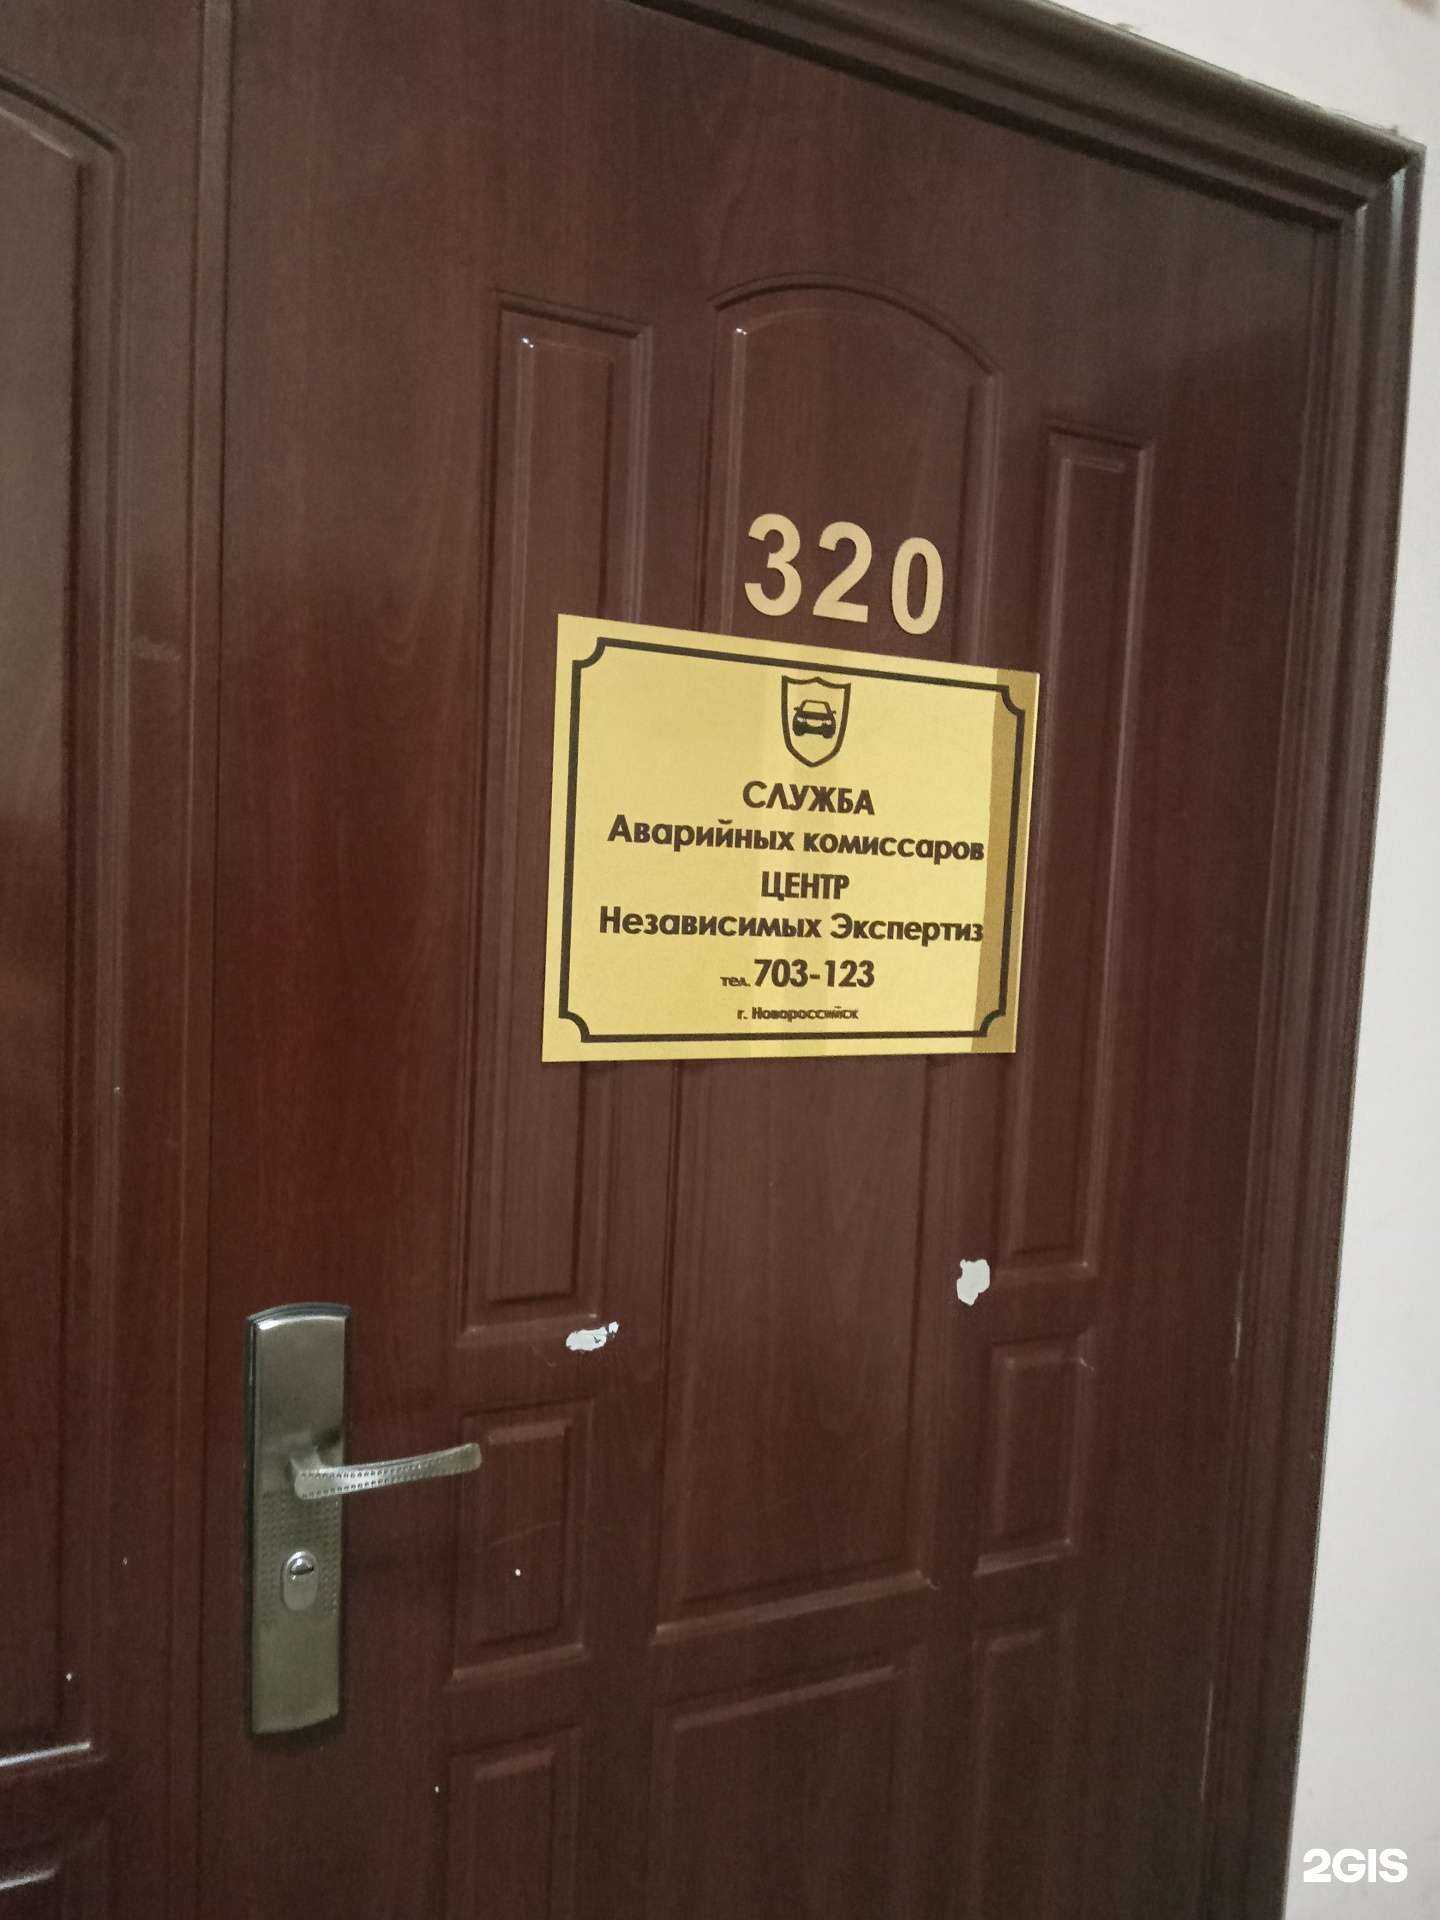 320
СЛУЖБА
Аварийных комиссаров
ЦЕНТР
Независимых Экспертиз
тел. 703-123
г. Новороссийск
2GIS